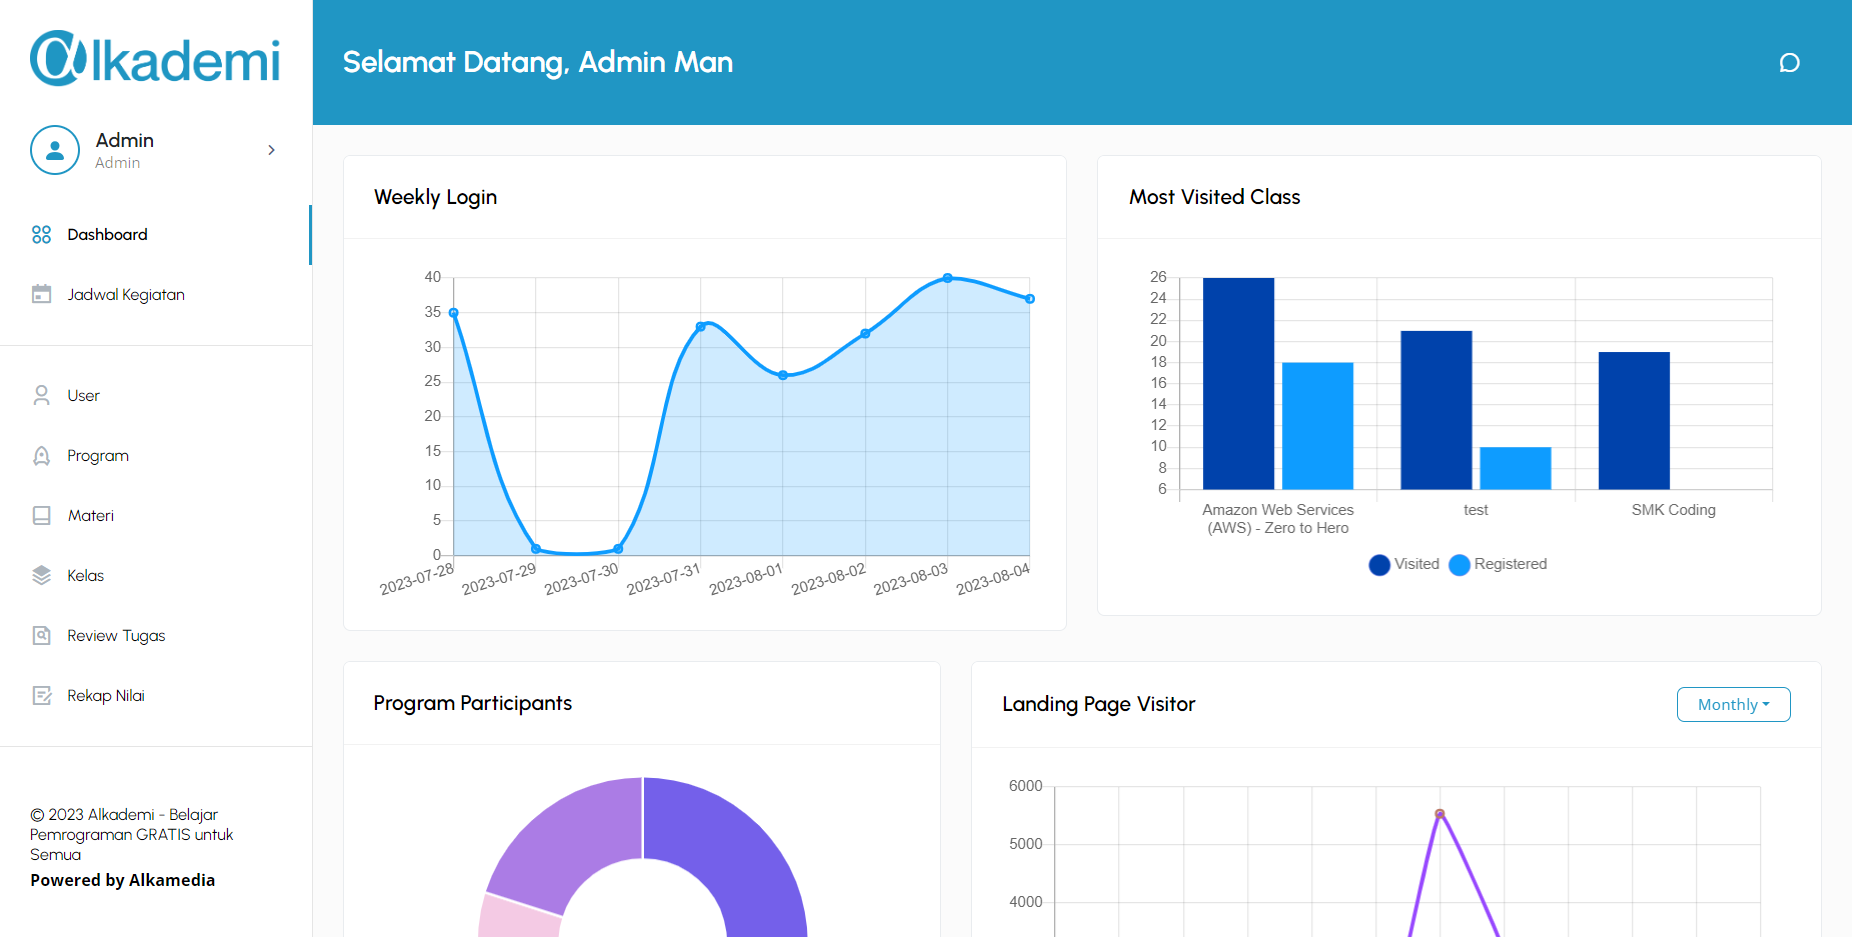 @lkademi
Admin
Admin
Dashboard
Jadwal Kegiatan
User
Program
Materi
Kelas
Review Tugas
Rekap Nilai
© 2023 Alkademi - Belajar
Pemrograman GRATIS untuk
Semua
Powered by Alkamedia
Selamat Datang, Admin Man
Weekly Login
40
35
30
25
20
15
10
5
0
2023-07-28
2023-07-29
2023-07-30
2023-07-31
2023-08-01
2023-08-02
2023-08-03
2023-08-04
Most Visited Class
26
24
22
20
18
16
14
12
10
8
6
Amazon Web Services
(AWS) - Zero to Hero
test
SMK Coding
Visited
Registered
Program Participants
Landing Page Visitor
Monthly
6000
5000
4000